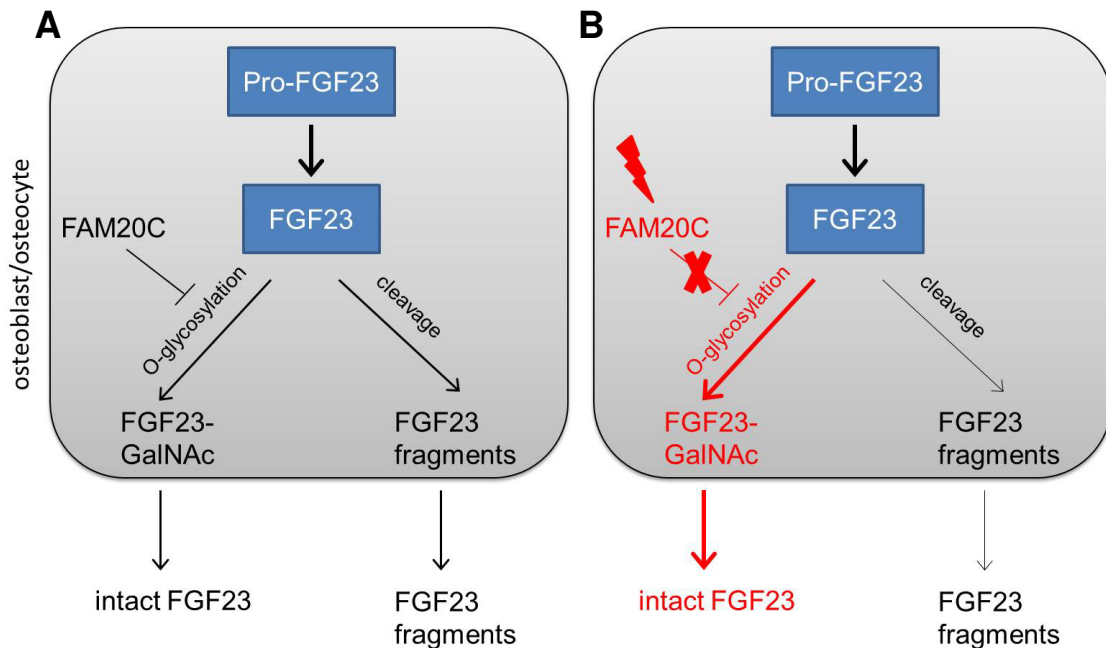 A
Pro-FGF23
FGF23
FAM20C
O-glycosylation
cleavage
FGF23-
GalNAc
FGF23
fragments
intact FGF23
FGF23
fragments
osteoblast/osteocyte
B
Pro-FGF23
FGF23
FAM20C
O-glycosylation
cleavage
FGF23-
GalNAc
FGF23
fragments
intact FGF23
FGF23
fragments